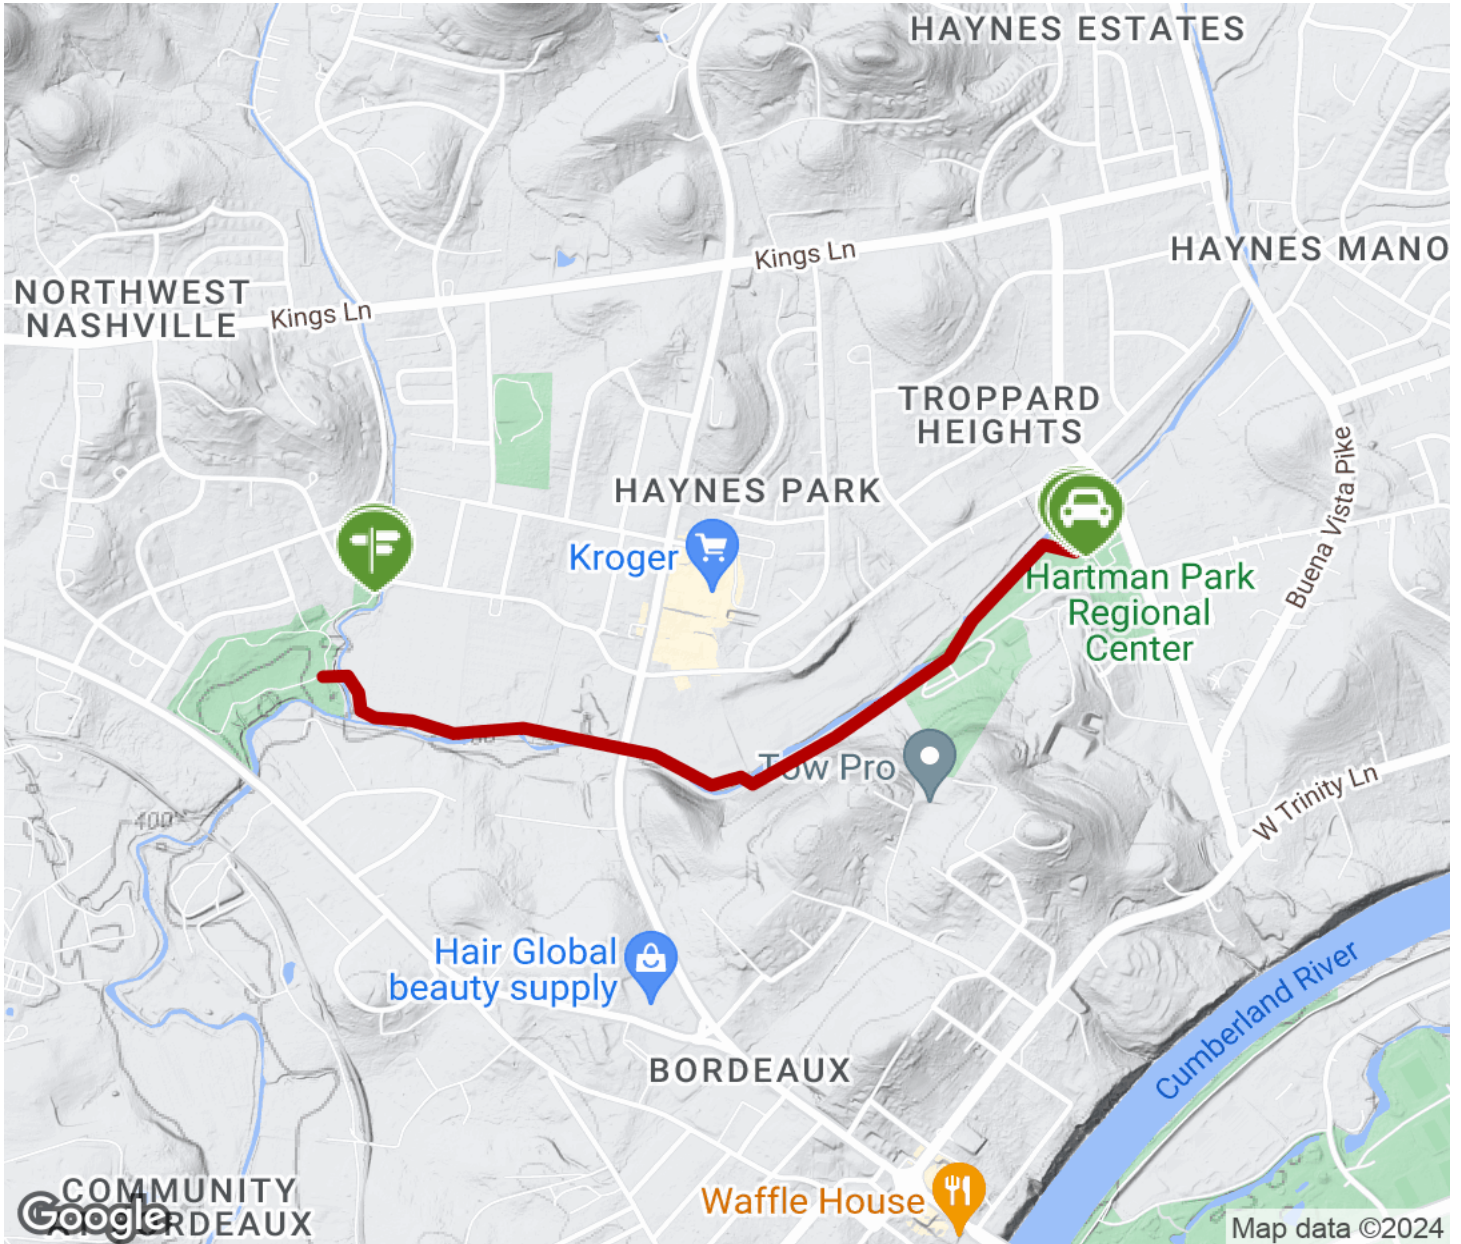 HAYNES ESTATES
Kings Ln
HAYNES MANO
NORTHWEST
NASHVILLE
Kings Ln
TROPPARD
HEIGHTS
HAYNES PARK
Buena Vista Pike
Kroger
Hartman Park
Regional
Center
Tow Pro
W Trinity Ln
400
Hair Global
beauty supply
Cumberland River
BORDEAUX
COMMUNITY
Google
Waffle House
Map data ©2024